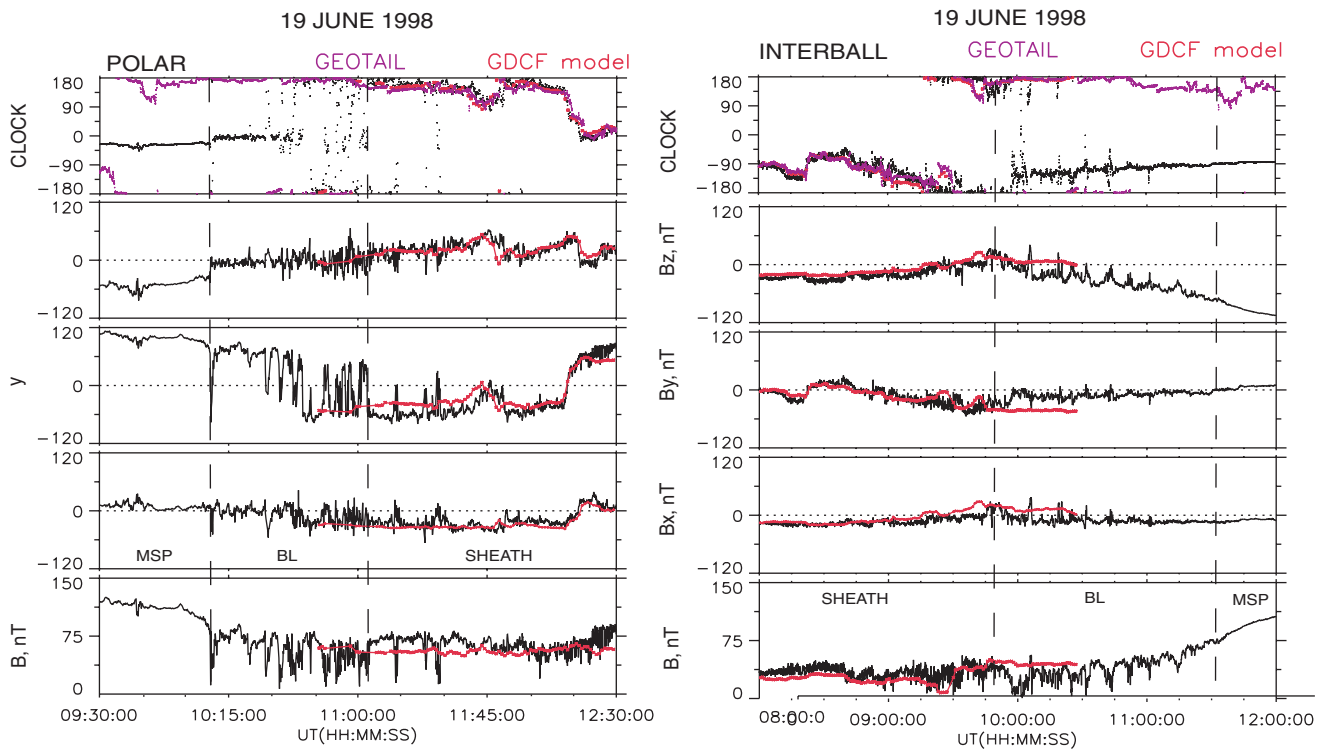 19 JUNE 1998
POLAR GEOTAIL GDCF model
180
90
0
-90
-180
CLOCK
120
0
-120
120
0
-120
y
120
0
-120
MSP BL SHEATH
150
75
0
B, nT
09:30:00 10:15:00 11:00:00 11:45:00 12:30:00
UT(HH:MM:SS)
19 JUNE 1998
INTERBALL GEOTAIL GDCF model
180
90
0
-90
-180
CLOCK
120
0
-120
Bz, nT
120
0
-120
By, nT
120
0
-120
Bx, nT
SHEATH BL MSP
150
75
0
B, nT
09:00:00 10:00:00 11:00:00 12:00:00
UT(HH:MM:SS)